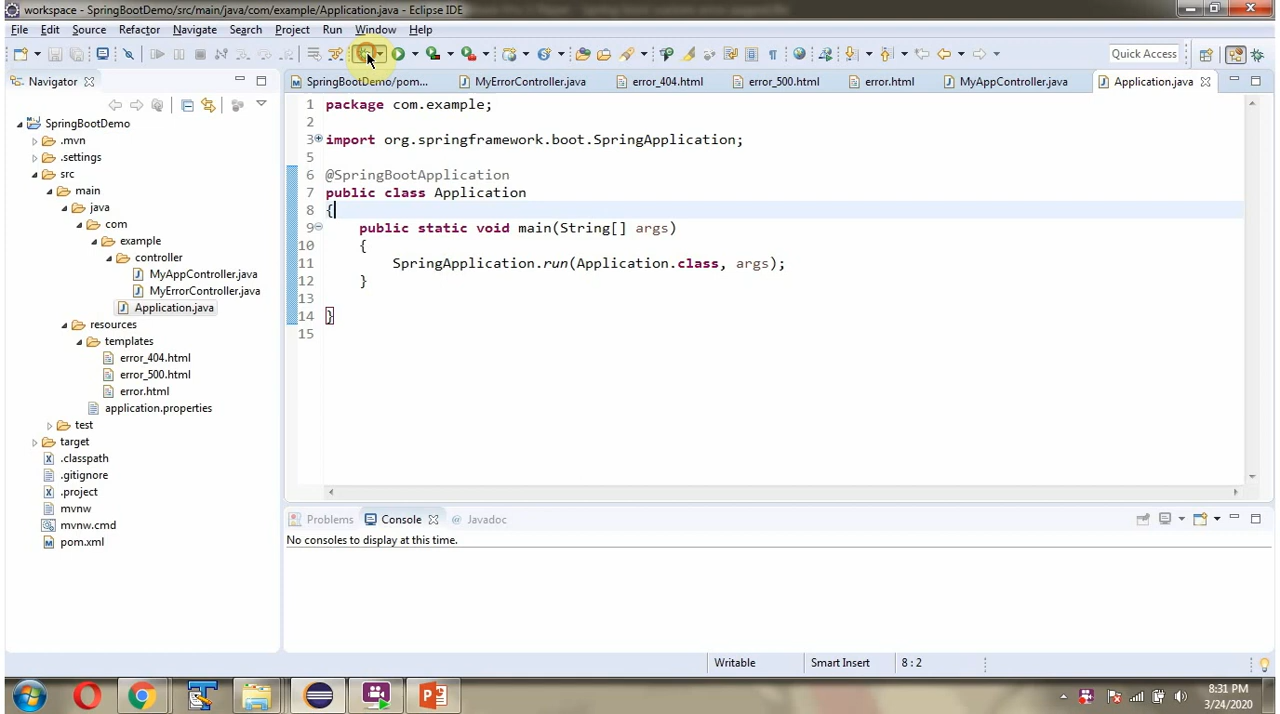 workspace - SpringBootDemo/src/main/java/com/example/Application.java - Eclipse IDE
File Edit Source Refactor Navigate Search Project Run Window Help
Quick Access
Navigator
SpringBootDemo/pom... MyErrorController.java error_404.html error_500.html error.html MyAppController.java Application.java
SpringBootDemo
.mvn
.settings
src
main
java
com
example
controller
MyAppController.java
MyErrorController.java
Application.java
resources
templates
error_404.html
error_500.html
error.html
application.properties
test
target
.classpath
.gitignore
.project
mvnw
mvnw.cmd
pom.xml
1 package com.example;
2
3 import org.springframework.boot.SpringApplication;
5
6 @SpringBootApplication
7 public class Application
8 {
9 public static void main(String[] args)
10 {
11 SpringApplication.run(Application.class, args);
12 }
13
14 }
15
Problems Console Javadoc
No consoles to display at this time.
Writable Smart Insert 8 : 2
8:31 PM
3/24/2020